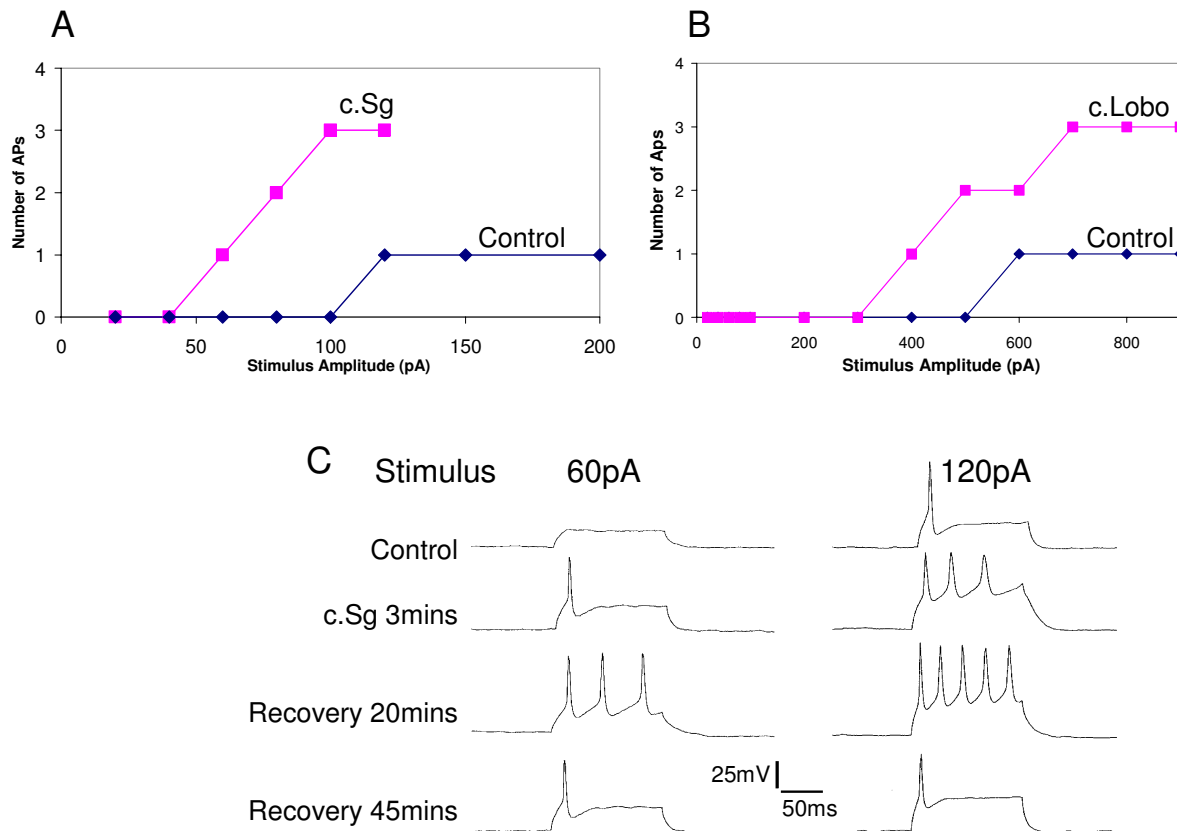 A
4
3
2
1
0
Number of APs
c.Sg
Control
0 50 100 150 200
Stimulus Amplitude (pA)
B
4
3
2
1
0
Number of Aps
c.Lobo
Control
0 200 400 600 800
Stimulus Amplitude (pA)
C Stimulus 60pA 120pA
Control
c.Sg 3mins
Recovery 20mins
Recovery 45mins
25mV
50ms